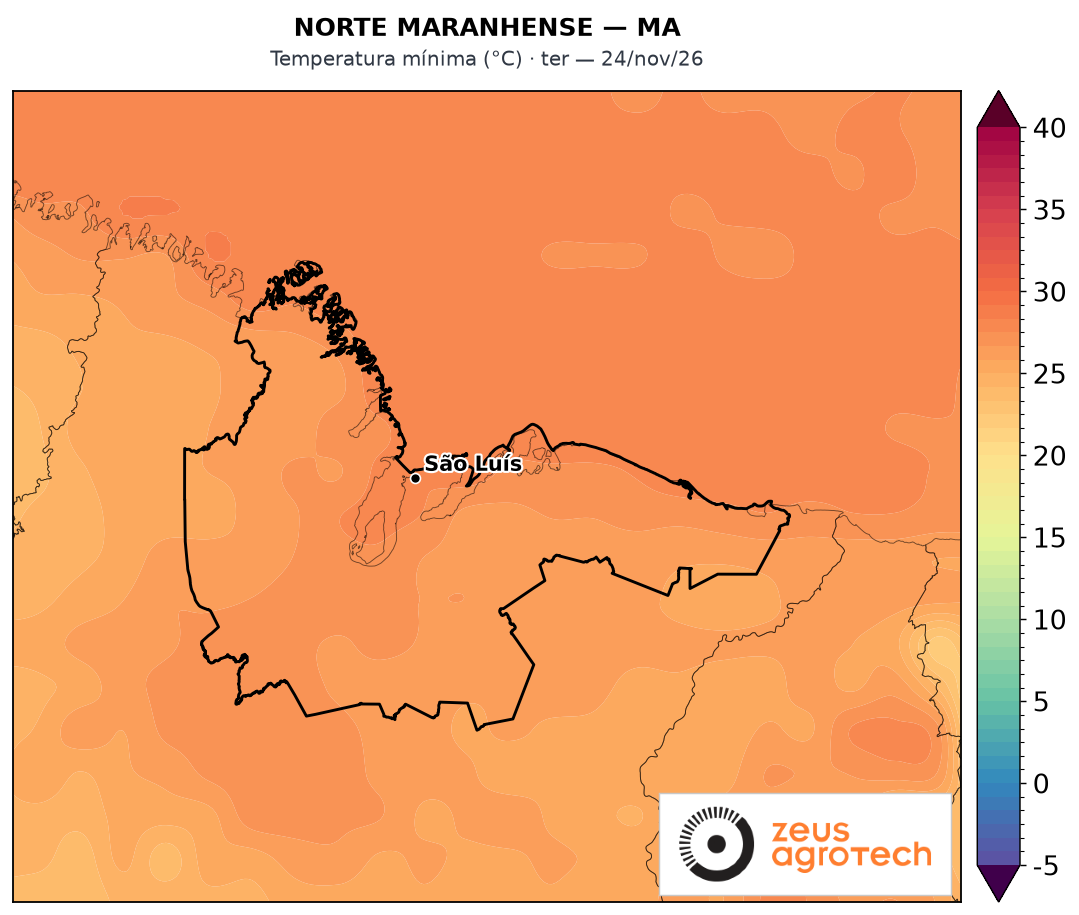 NORTE MARANHENSE — MA
Temperatura mínima (°C) · ter — 24/nov/26
São Luís
40
35
30
25
20
15
10
5
0
-5
zeus
agrotech